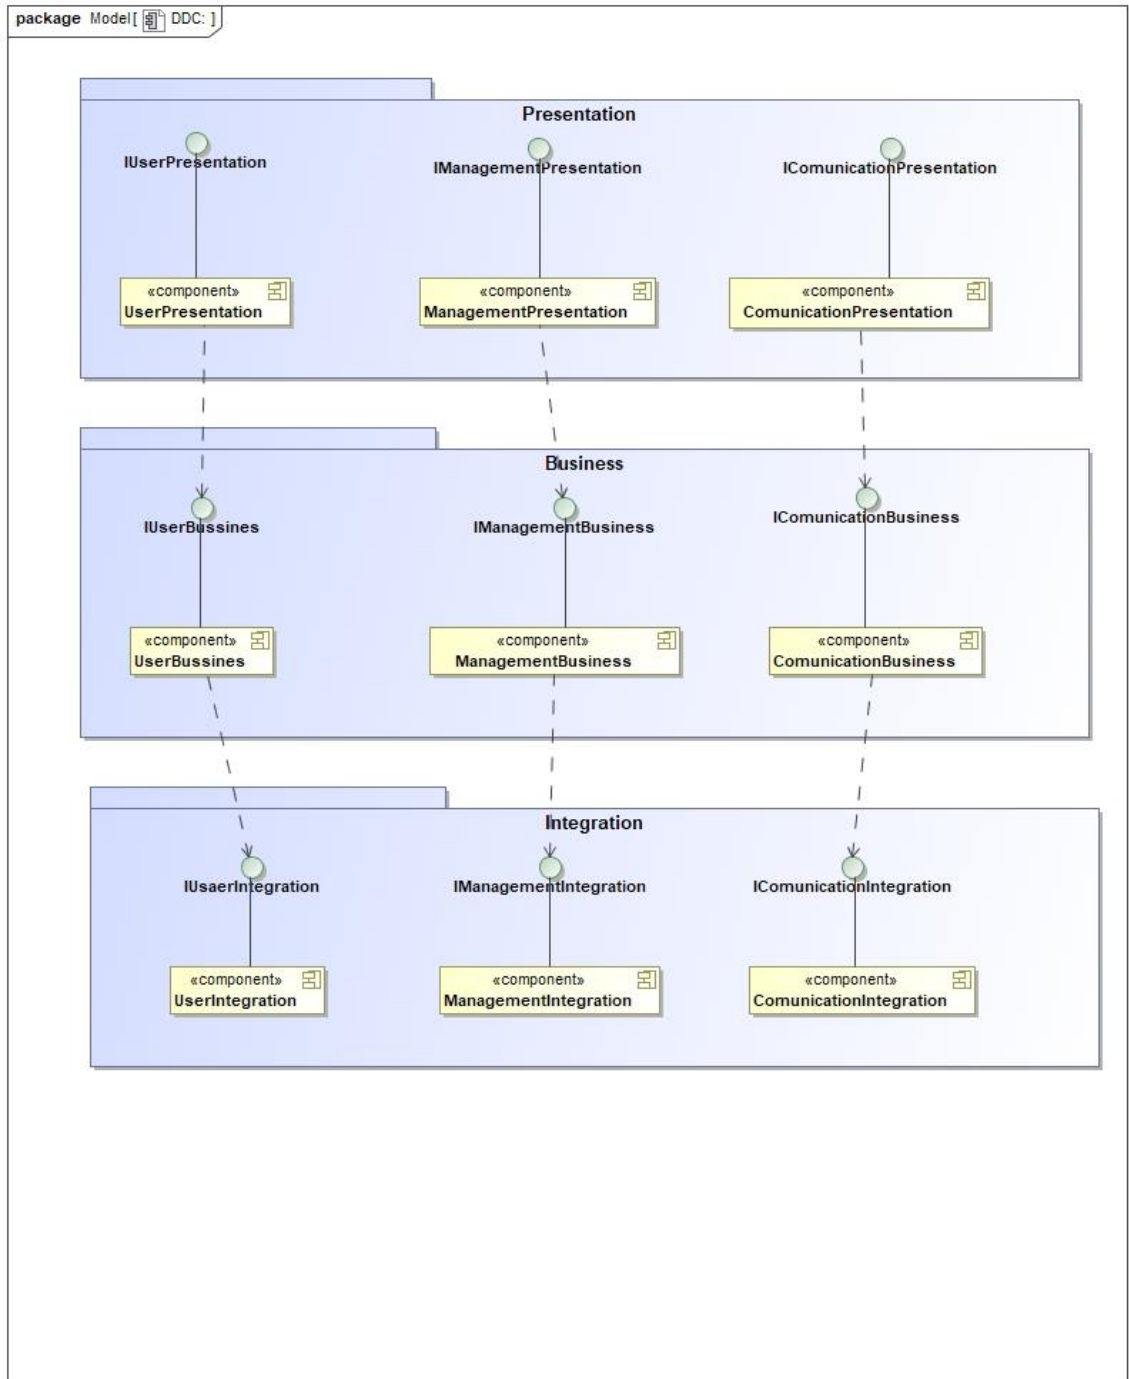 package Model[ DDC: ]
Presentation
IUserPresentation
IManagementPresentation
IComunicationPresentation
«component»
UserPresentation
«component»
ManagementPresentation
«component»
ComunicationPresentation
Business
IUserBussines
IManagementBusiness
IComunicationBusiness
«component»
UserBussines
«component»
ManagementBusiness
«component»
ComunicationBusiness
Integration
IUsaerIntegration
IManagementIntegration
IComunicationIntegration
«component»
UserIntegration
«component»
ManagementIntegration
«component»
ComunicationIntegration